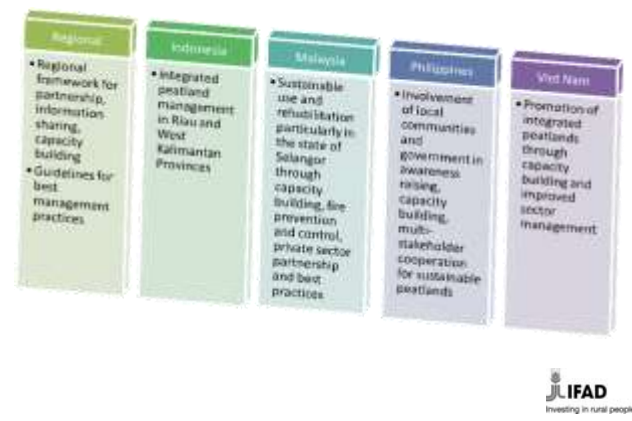 Regional
• Regional
framework for
partnership,
information
sharing,
capacity
building
• Guidelines for
best
management
practices
Indonesia
• Integrated
peatland
management
in Riau and
West
Kalimantan
Provinces
Malaysia
• Sustainable
use and
rehabilitation
particularly in
the state of
Selangor
through
capacity
building, fire
prevention
and control,
private sector
partnership
and best
practices
Philippines
• Involvement
of local
communities
and
government in
awareness
raising,
capacity
building,
multi-
stakeholder
cooperation
for sustainable
peatlands
Viet Nam
• Promotion of
integrated
peatlands
through
capacity
building and
improved
sector
management
JL IFAD
Investing in rural people